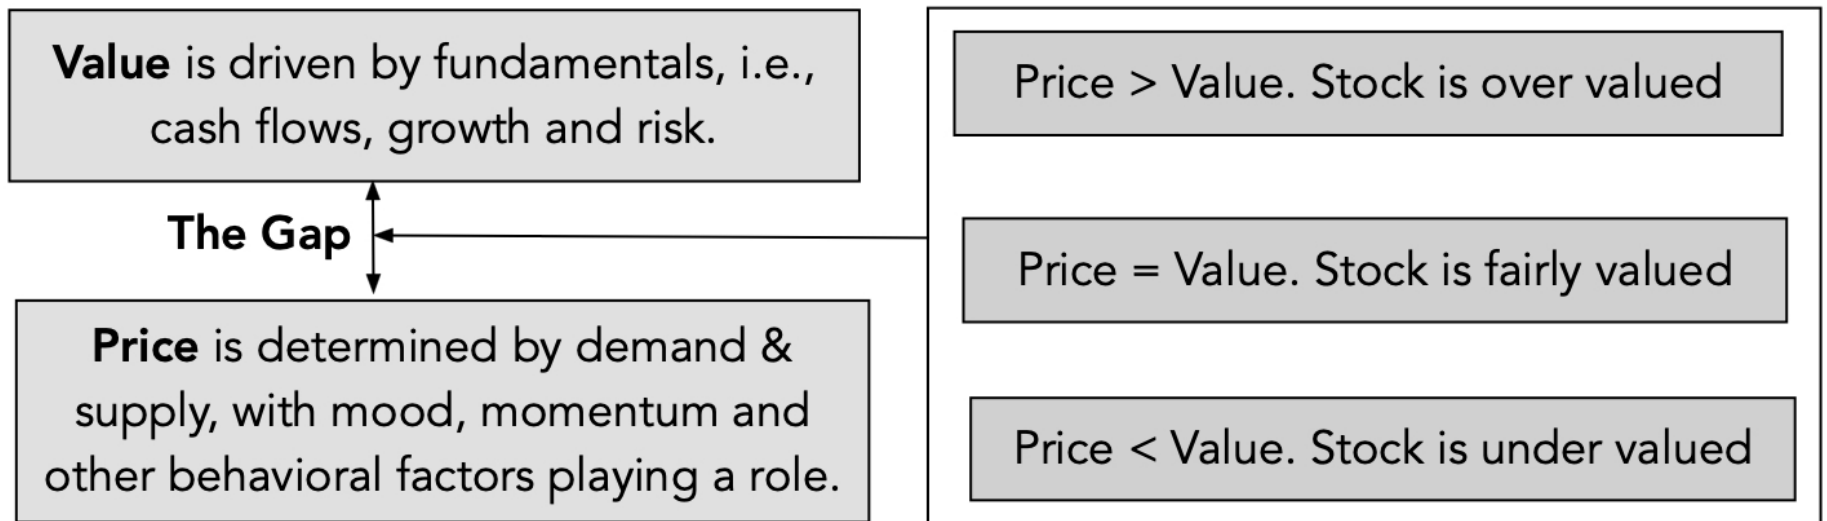 Value is driven by fundamentals, i.e.,
cash flows, growth and risk.
The Gap
Price is determined by demand &
supply, with mood, momentum and
other behavioral factors playing a role.
Price > Value. Stock is over valued
Price = Value. Stock is fairly valued
Price < Value. Stock is under valued